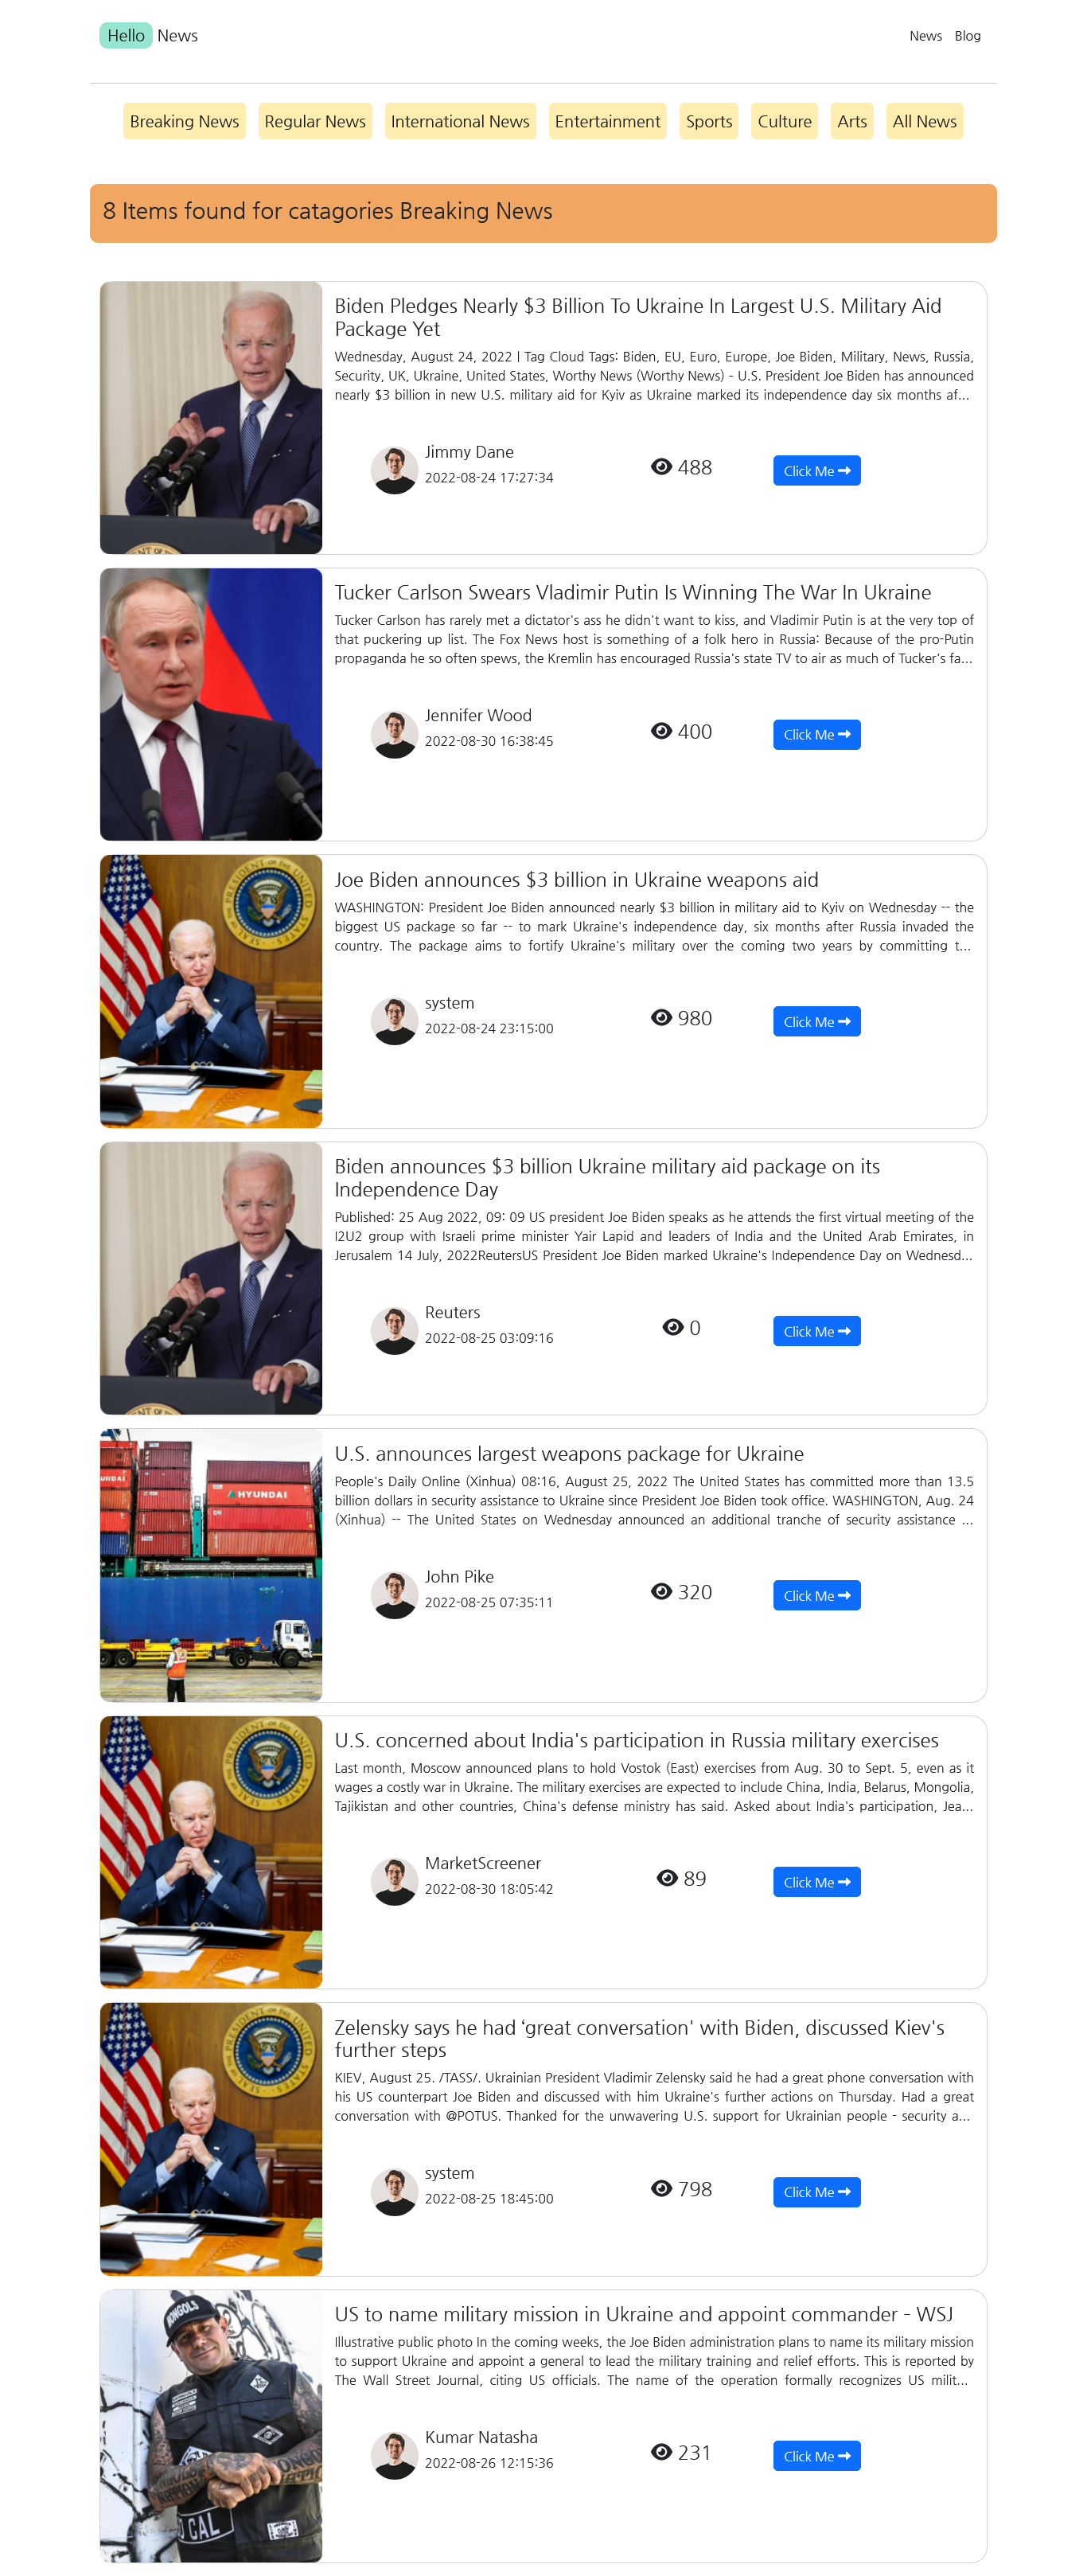 Hello News
News Blog
Breaking News Regular News International News Entertainment Sports Culture Arts All News
8 Items found for catagories Breaking News
Biden Pledges Nearly $3 Billion To Ukraine In Largest U.S. Military Aid
Package Yet
Wednesday, August 24, 2022 | Tag Cloud Tags: Biden, EU, Euro, Europe, Joe Biden, Military, News, Russia,
Security, UK, Ukraine, United States, Worthy News (Worthy News) – U.S. President Joe Biden has announced
nearly $3 billion in new U.S. military aid for Kyiv as Ukraine marked its independence day six months af...
Jimmy Dane
2022-08-24 17:27:34
488
Click Me
Tucker Carlson Swears Vladimir Putin Is Winning The War In Ukraine
Tucker Carlson has rarely met a dictator's ass he didn't want to kiss, and Vladimir Putin is at the very top of
that puckering up list. The Fox News host is something of a folk hero in Russia: Because of the pro-Putin
propaganda he so often spews, the Kremlin has encouraged Russia's state TV to air as much of Tucker's fa...
Jennifer Wood
2022-08-30 16:38:45
400
Click Me
PRESIDENT OF THE UNITED STATES
Joe Biden announces $3 billion in Ukraine weapons aid
WASHINGTON: President Joe Biden announced nearly $3 billion in military aid to Kyiv on Wednesday -- the
biggest US package so far -- to mark Ukraine's independence day, six months after Russia invaded the
country. The package aims to fortify Ukraine's military over the coming two years by committing t...
system
2022-08-24 23:15:00
980
Click Me
Biden announces $3 billion Ukraine military aid package on its
Independence Day
Published: 25 Aug 2022, 09: 09 US president Joe Biden speaks as he attends the first virtual meeting of the
I2U2 group with Israeli prime minister Yair Lapid and leaders of India and the United Arab Emirates, in
Jerusalem 14 July, 2022ReutersUS President Joe Biden marked Ukraine's Independence Day on Wednesd...
Reuters
2022-08-25 03:09:16
0
Click Me
HYUNDAI
U.S. announces largest weapons package for Ukraine
People's Daily Online (Xinhua) 08:16, August 25, 2022 The United States has committed more than 13.5
billion dollars in security assistance to Ukraine since President Joe Biden took office. WASHINGTON, Aug. 24
(Xinhua) -- The United States on Wednesday announced an additional tranche of security assistance ...
John Pike
2022-08-25 07:35:11
320
Click Me
PRESIDENT OF THE UNITED STATES
U.S. concerned about India's participation in Russia military exercises
Last month, Moscow announced plans to hold Vostok (East) exercises from Aug. 30 to Sept. 5, even as it
wages a costly war in Ukraine. The military exercises are expected to include China, India, Belarus, Mongolia,
Tajikistan and other countries, China's defense ministry has said. Asked about India's participation, Jea...
MarketScreener
2022-08-30 18:05:42
89
Click Me
PRESIDENT OF THE UNITED STATES
Zelensky says he had ‘great conversation' with Biden, discussed Kiev's
further steps
KIEV, August 25. /TASS/. Ukrainian President Vladimir Zelensky said he had a great phone conversation with
his US counterpart Joe Biden and discussed with him Ukraine's further actions on Thursday. Had a great
conversation with @POTUS. Thanked for the unwavering U.S. support for Ukrainian people - security a...
system
2022-08-25 18:45:00
798
Click Me
MONGOLS
CAL
US to name military mission in Ukraine and appoint commander – WSJ
Illustrative public photo In the coming weeks, the Joe Biden administration plans to name its military mission
to support Ukraine and appoint a general to lead the military training and relief efforts. This is reported by
The Wall Street Journal, citing US officials. The name of the operation formally recognizes US milit...
Kumar Natasha
2022-08-26 12:15:36
231
Click Me